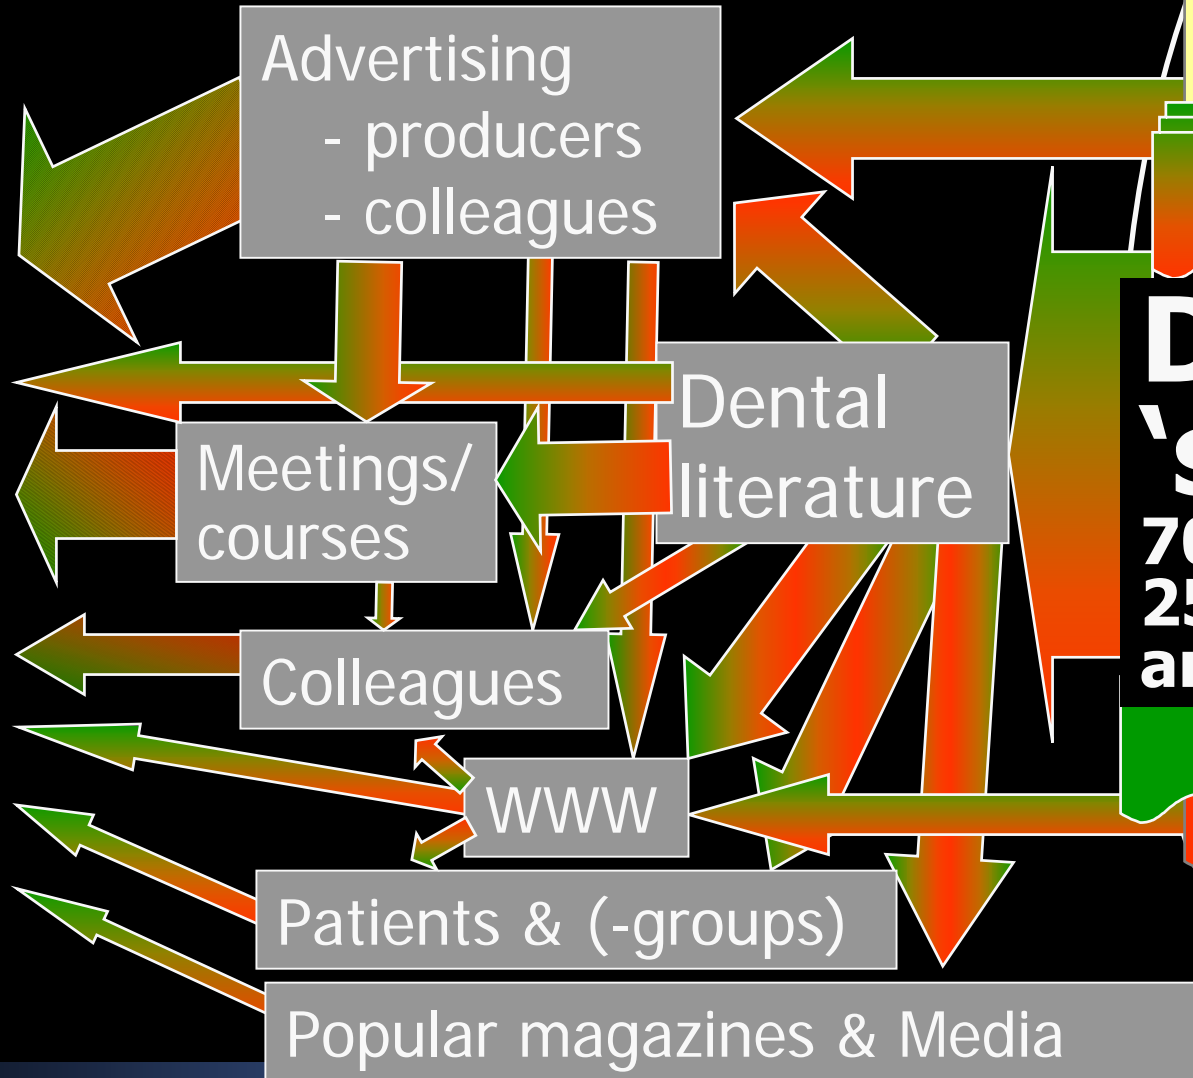 Advertising
- producers
- colleagues
Dental
literature
Meetings/
courses
Colleagues
WWW
Patients & (-groups)
Popular magazines & Media